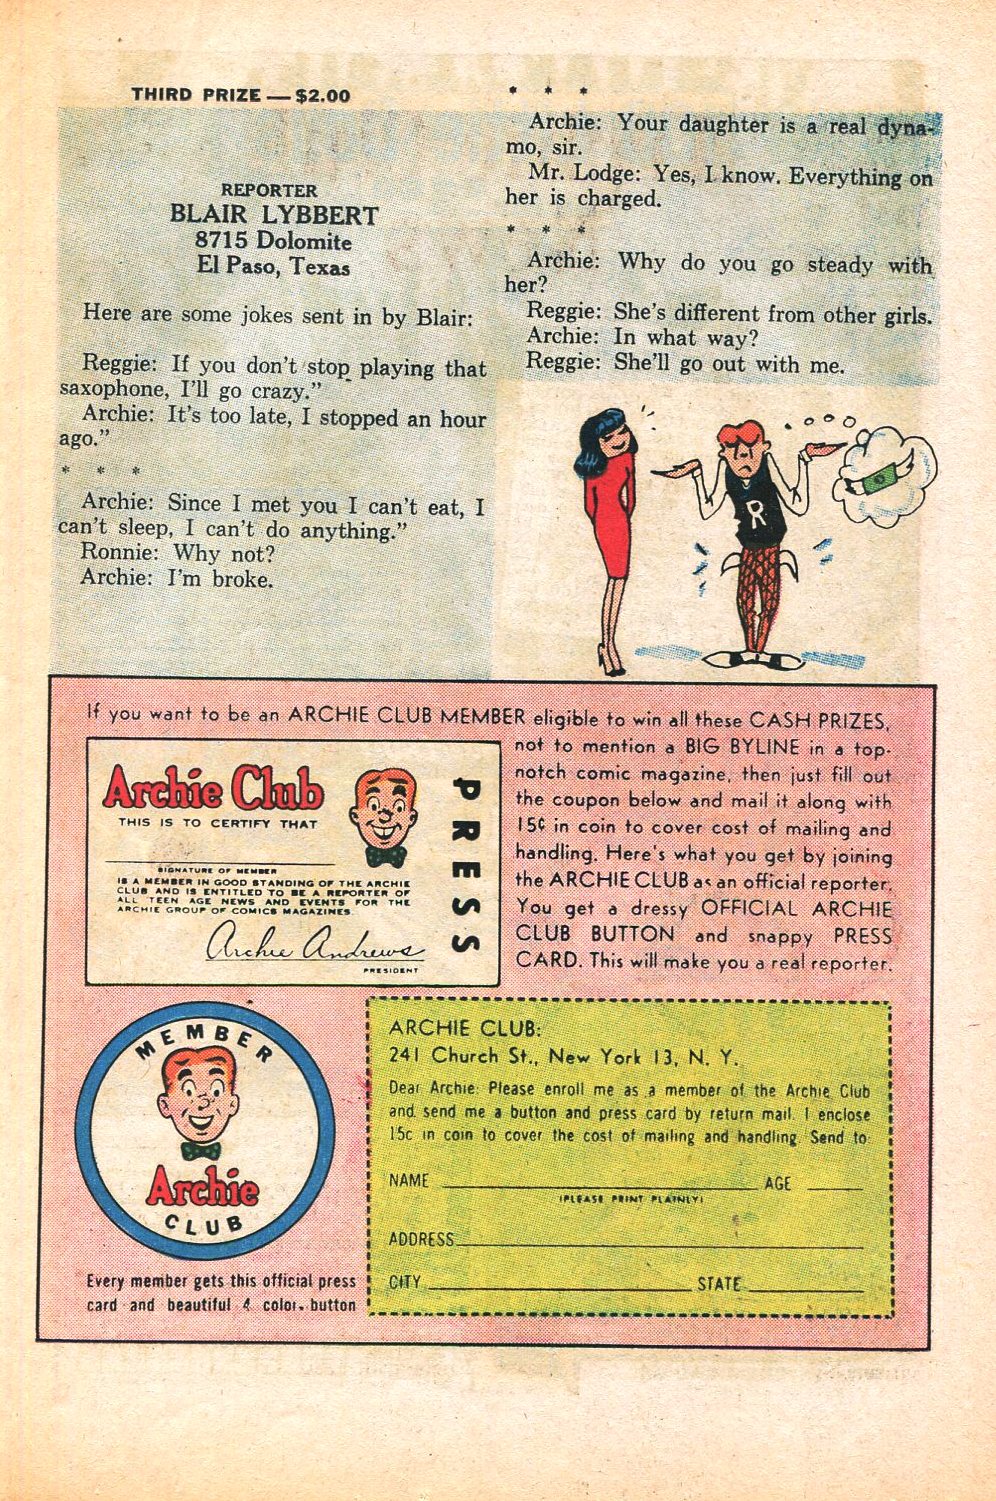 THIRD PRIZE — $2.00
REPORTER
BLAIR LYBBERT
8715 Dolomite
El Paso, Texas
Here are some jokes sent in by Blair:
Reggie: If you don't stop playing that
saxophone, I'll go crazy.”
Archie: It's too late, I stopped an hour
ago.”
* * *
Archie: Since I met you I can't eat, I
can't sleep, I can't do anything.”
Ronnie: Why not?
Archie: I'm broke.
* * *
Archie: Your daughter is a real dyna-
mo, sir.
Mr. Lodge: Yes, I know. Everything on
her is charged.
* * *
Archie: Why do you go steady with
her?
Reggie: She's different from other girls.
Archie: In what way?
Reggie: She'll go out with me.
R
If you want to be an ARCHIE CLUB MEMBER eligible to win all these CASH PRIZES,
not to mention a BIG BYLINE in a top-
notch comic magazine, then just fill out
the coupon below and mail it along with
15¢ in coin to cover cost of mailing and
handling. Here's what you get by joining
the ARCHIE CLUB as an official reporter.
You get a dressy OFFICIAL ARCHIE
CLUB BUTTON and snappy PRESS
CARD. This will make you a real reporter.
Archie Club
THIS IS TO CERTIFY THAT
SIGNATURE OF MEMBER
IS A MEMBER IN GOOD STANDING OF THE ARCHIE
CLUB AND IS ENTITLED TO BE A REPORTER OF
ALL TEEN AGE NEWS AND EVENTS FOR THE
ARCHIE GROUP OF COMICS MAGAZINES.
Archie Andrews
PRESIDENT
PRESS
MEMBER
Archie
CLUB
Every member gets this official press
card and beautiful 4 color button
ARCHIE CLUB:
241 Church St., New York 13, N. Y.
Dear Archie: Please enroll me as a member of the Archie Club
and send me a button and press card by return mail. I enclose
15c in coin to cover the cost of mailing and handling. Send to:
NAME AGE
(PLEASE PRINT PLAINLY)
ADDRESS
CITY STATE